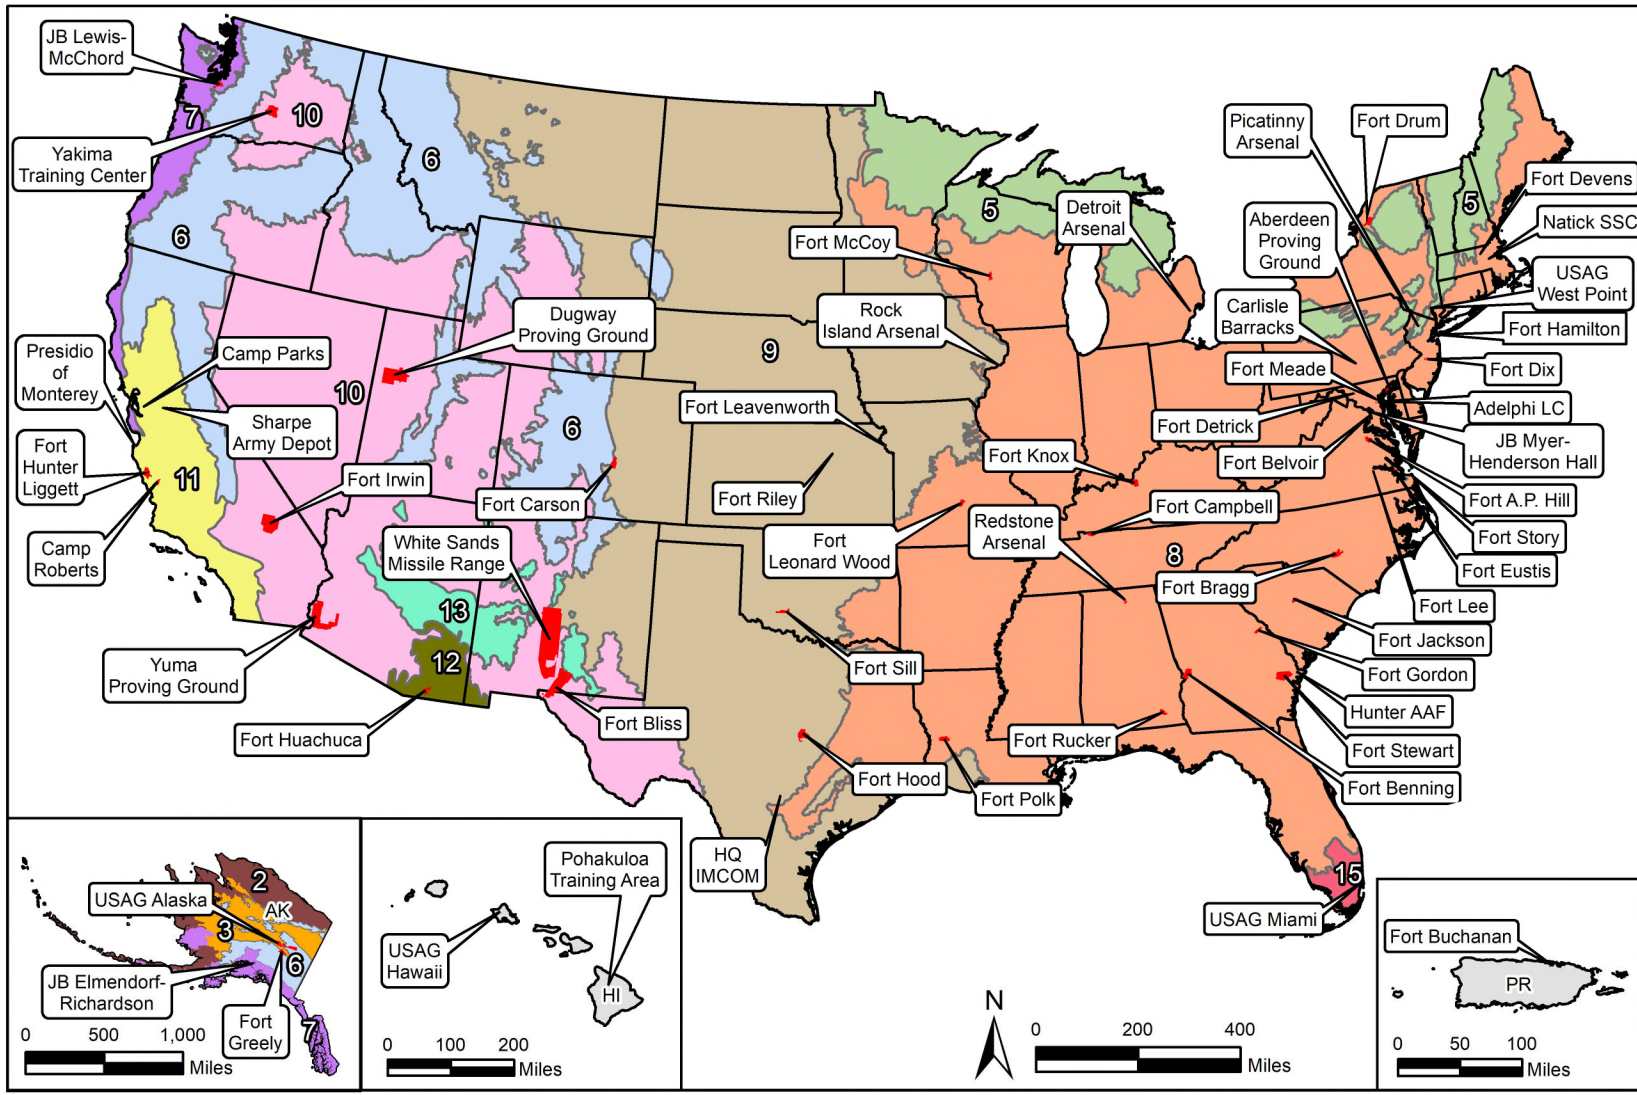 JB Lewis-
McChord
7
10
Yakima
Training Center
6
6
Picatinny
Arsenal
Fort Drum
5
Detroit
Arsenal
5
Fort Devens
Fort McCoy
Aberdeen
Proving
Ground
Natick SSC
USAG
West Point
Rock
Island Arsenal
Carlisle
Barracks
Fort Hamilton
Dugway
Proving Ground
Presidio
of
Monterey
Camp Parks
9
Fort Meade
Fort Dix
10
Fort Leavenworth
Adelphi LC
Sharpe
Army Depot
6
Fort
Detrick
JB Myer-
Henderson Hall
Fort
Hunter
Liggett
11
Fort Irwin
Fort Carson
Fort Riley
Fort Knox
Fort Belvoir
Fort A.P. Hill
Fort Campbell
Redstone
Arsenal
Fort Story
Camp
Roberts
White Sands
Missile Range
Fort
Leonard Wood
8
Fort Eustis
Fort Bragg
Fort Lee
13
Fort Jackson
12
Yuma
Proving Ground
Fort Sill
Fort Gordon
Fort Bliss
Hunter AAF
Fort Huachuca
Fort Rucker
Fort Stewart
Fort Hood
Fort Polk
Fort Benning
HQ
IMCOM
15
USAG Miami
2
USAG Alaska
AK
3
6
JB Elmendorf-
Richardson
Fort
Greely
7
0 500 1,000
Miles
Pohakuloa
Training Area
USAG
Hawaii
HI
0 100 200
Miles
N
0 200 400
Miles
Fort Buchanan
PR
0 50 100
Miles